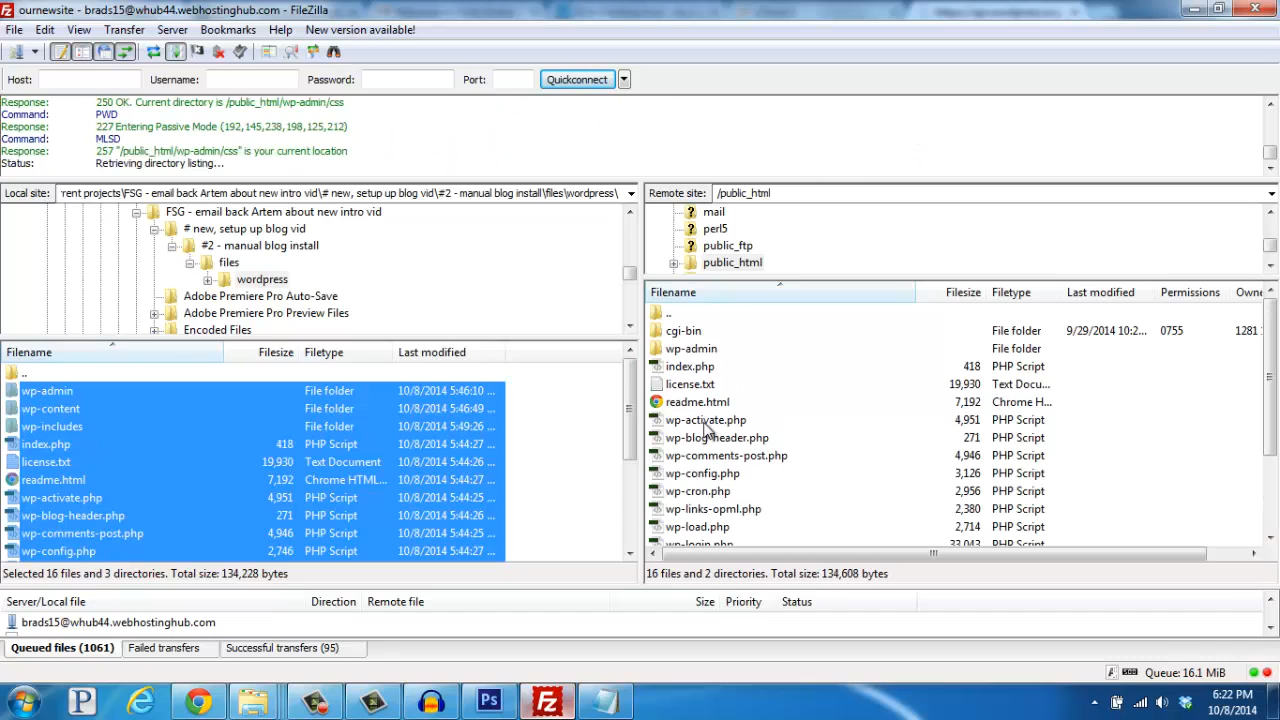 ournewsite - brads15@whub44.webhostinghub.com - FileZilla
File Edit View Transfer Server Bookmarks Help New version available!
Host: Username: Password: Port: Quickconnect
Response: 250 OK. Current directory is /public_html/wp-admin/css
Command: PWD
Response: 227 Entering Passive Mode (192,145,238,198,125,212)
Command: MLSD
Response: 257 "/public_html/wp-admin/css" is your current location
Status: Retrieving directory listing...
Local site: rent projects\FSG - email back Artem about new intro vid\# new, setup up blog vid\#2 - manual blog install\files\wordpress\
FSG - email back Artem about new intro vid
# new, setup up blog vid
#2 - manual blog install
files
wordpress
Adobe Premiere Pro Auto-Save
Adobe Premiere Pro Preview Files
Encoded Files
Filename Filesize Filetype Last modified
..
wp-admin File folder 10/8/2014 5:46:10 ...
wp-content File folder 10/8/2014 5:46:49 ...
wp-includes File folder 10/8/2014 5:49:26 ...
index.php 418 PHP Script 10/8/2014 5:44:27 ...
license.txt 19,930 Text Document 10/8/2014 5:44:26 ...
readme.html 7,192 Chrome HTML... 10/8/2014 5:44:27 ...
wp-activate.php 4,951 PHP Script 10/8/2014 5:44:27 ...
wp-blog-header.php 271 PHP Script 10/8/2014 5:44:26 ...
wp-comments-post.php 4,946 PHP Script 10/8/2014 5:44:25 ...
wp-config.php 2,746 PHP Script 10/8/2014 5:44:27 ...
Selected 16 files and 3 directories. Total size: 134,228 bytes
Remote site: /public_html
mail
perl5
public_ftp
public_html
Filename Filesize Filetype Last modified Permissions Owne
..
cgi-bin File folder 9/29/2014 10:2... 0755 1281
wp-admin File folder
index.php 418 PHP Script
license.txt 19,930 Text Docu...
readme.html 7,192 Chrome H...
wp-activate.php 4,951 PHP Script
wp-blog-header.php 271 PHP Script
wp-comments-post.php 4,946 PHP Script
wp-config.php 3,126 PHP Script
wp-cron.php 2,956 PHP Script
wp-links-opml.php 2,380 PHP Script
wp-load.php 2,714 PHP Script
wp-login.php 33,043 PHP Script
16 files and 2 directories. Total size: 134,608 bytes
Server/Local file Direction Remote file Size Priority Status
brads15@whub44.webhostinghub.com
Queued files (1061) Failed transfers Successful transfers (95)
Queue: 16.1 MiB
6:22 PM
10/8/2014